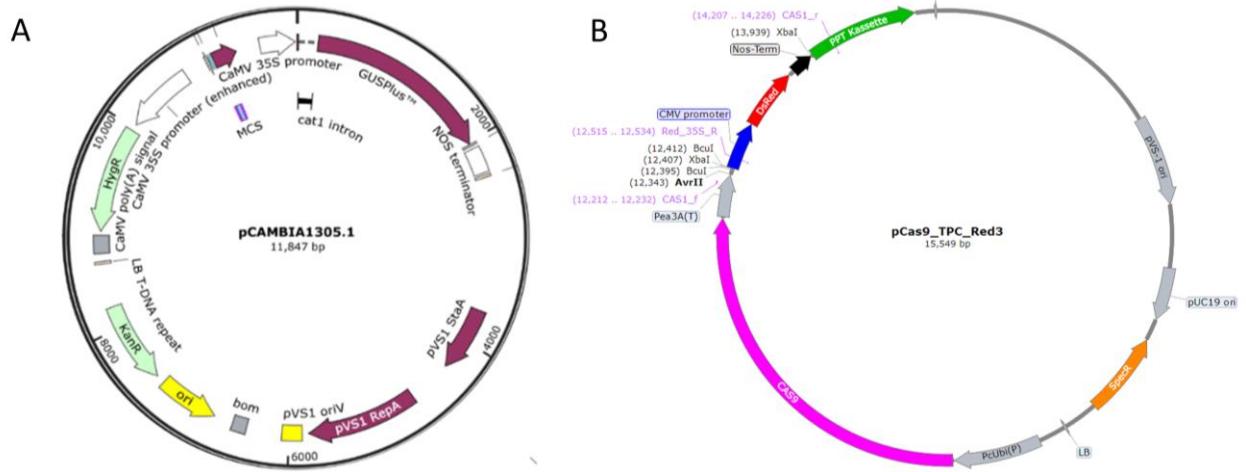 A
CaMV 35S promoter
CaMV 35S promoter (enhanced)
CaMV poly(A) signal
GUSPlus™
2000
NOS terminator
cat1 intron
MCS
10,000
HygR
LB T-DNA repeat
pCAMBIA1305.1
11,847 bp
KanR
8000
ori
bom
pVS1 oriV
6000
pVS1 RepA
pVS1 StaA
4000
B
(14,207 .. 14,226) CAS1_r
(13,939) XbaI
Nos-Term
PPT Kassette
DsRed
CMV promoter
(12,515 .. 12,534) Red_35S_R
(12,412) BcuI
(12,407) XbaI
(12,395) BcuI
(12,343) AvrII
(12,212 .. 12,232) CAS1_f
Pea3A(T)
pCas9_TPC_Red3
15,549 bp
pVS-1 ori
pUC19 ori
SpecR
LB
PcUbi(P)
CAS9